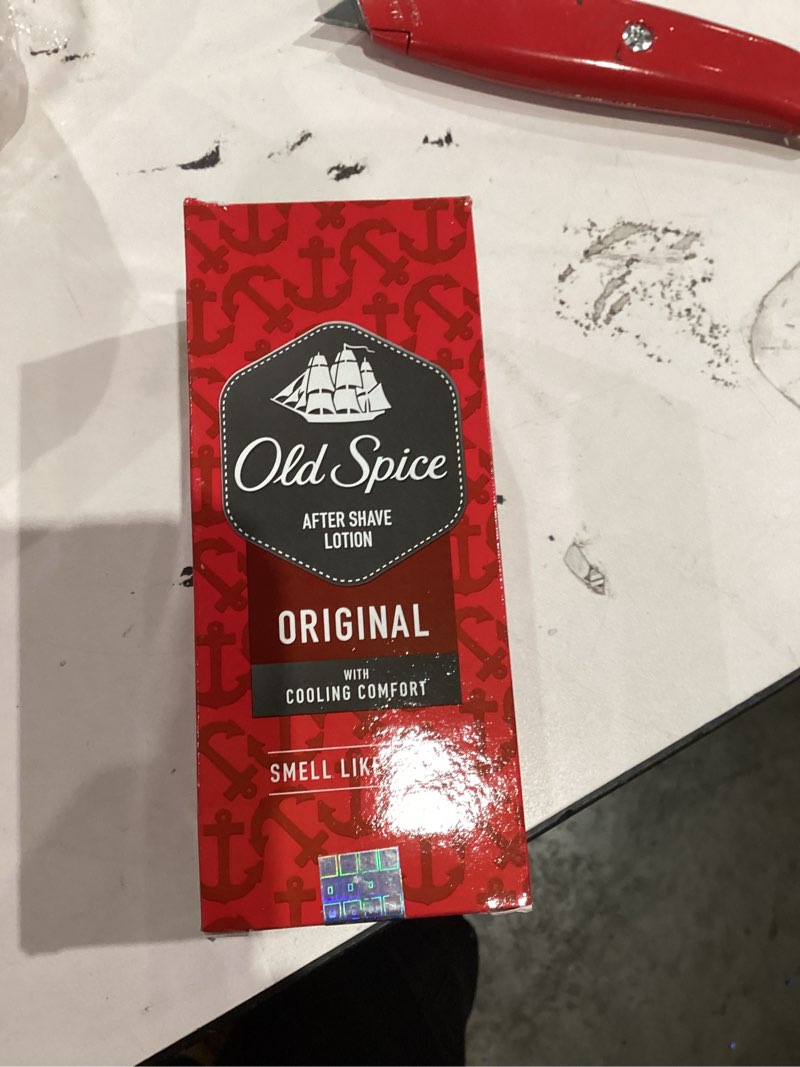 Old Spice
AFTER SHAVE
LOTION
ORIGINAL
WITH
COOLING COMFORT
SMELL LIKE